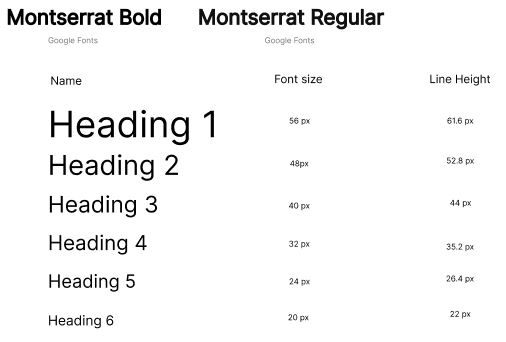 Montserrat Bold Montserrat Regular
Google Fonts Google Fonts
Name Font size Line Height
Heading 1 56 px 61.6 px
Heading 2 48px 52.8 px
Heading 3 40 px 44 px
Heading 4 32 px 35.2 px
Heading 5 24 px 26.4 px
Heading 6 20 px 22 px